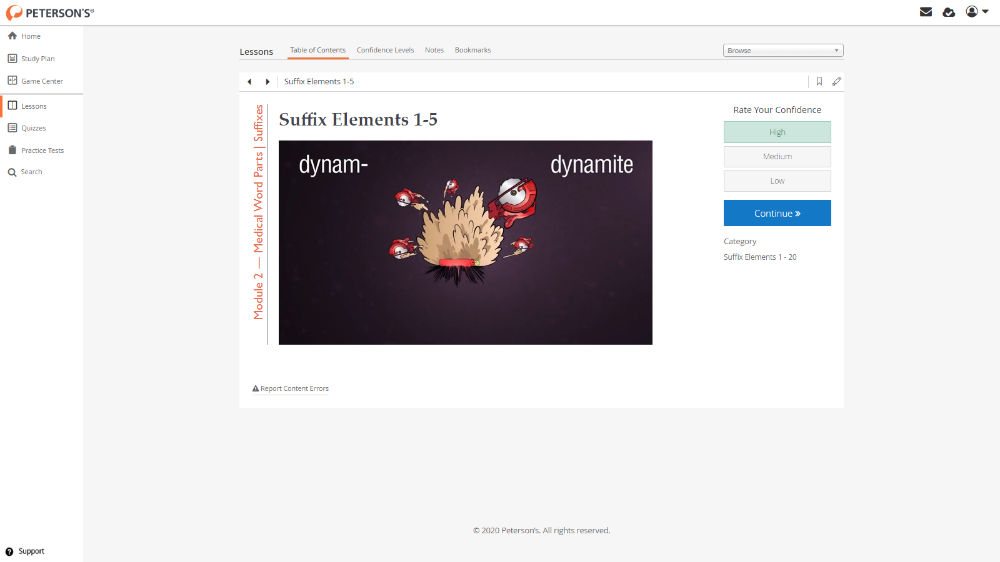 PETERSON'S®
Home
Study Plan
Game Center
Lessons
Quizzes
Practice Tests
Search
Support
Lessons
Table of Contents
Confidence Levels
Notes
Bookmarks
Browse
Suffix Elements 1-5
Module 2 — Medical Word Parts | Suffixes
Suffix Elements 1-5
dynam-
dynamite
Rate Your Confidence
High
Medium
Low
Continue »
Category
Suffix Elements 1 - 20
Report Content Errors
© 2020 Peterson's. All rights reserved.